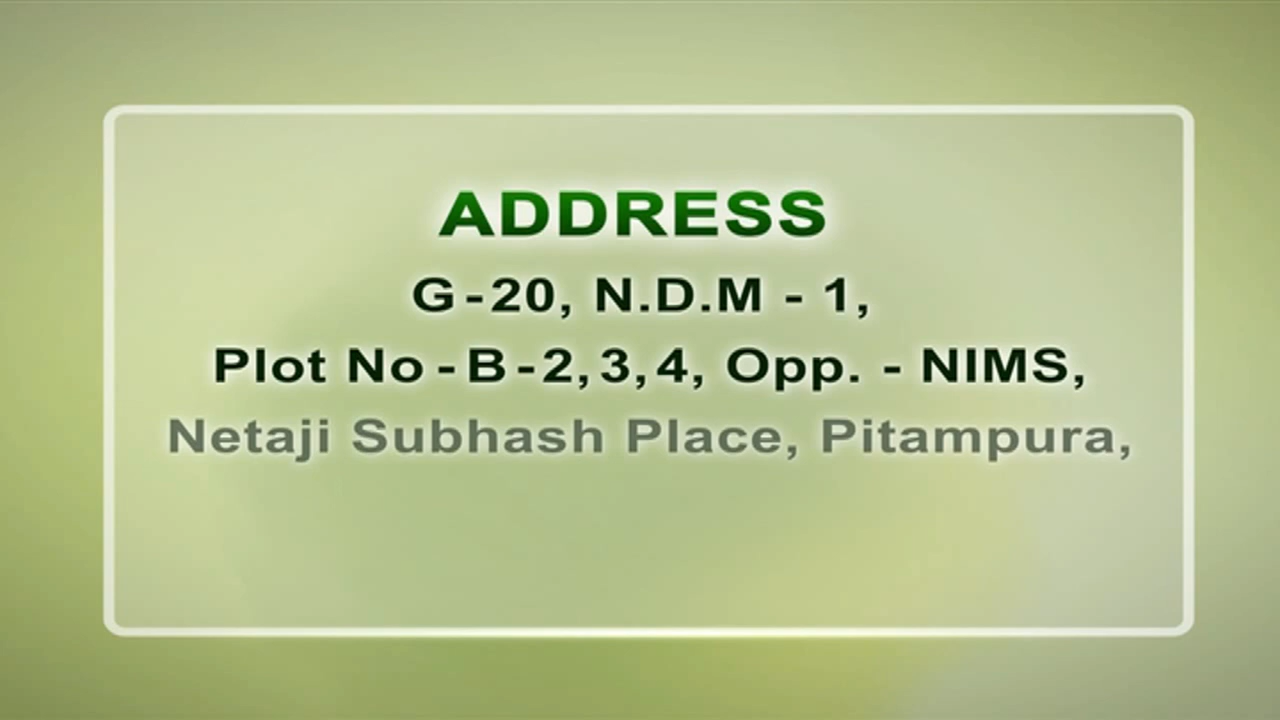 ADDRESS
G-20, N.D.M - 1,
Plot No-B-2,3,4, Opp. - NIMS,
Netaji Subhash Place, Pitampura,